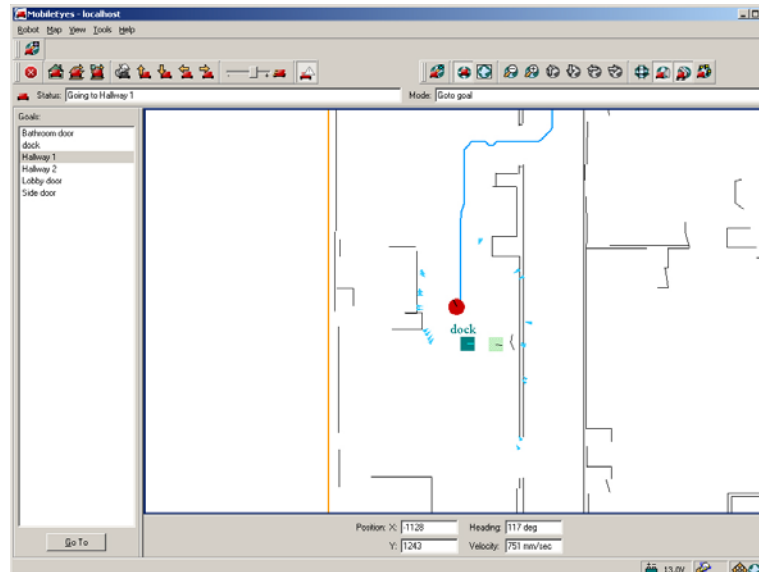 MobileEyes - localhost
Robot Map View Tools Help
Status: Going to Hallway 1 Mode: Goto goal
Goals:
Bathroom door
dock
Hallway 1
Hallway 2
Lobby door
Side door
dock
Go To
Position: X: -1128 Heading: 117 deg
Y: 1243 Velocity: 751 mm/sec
13.0V